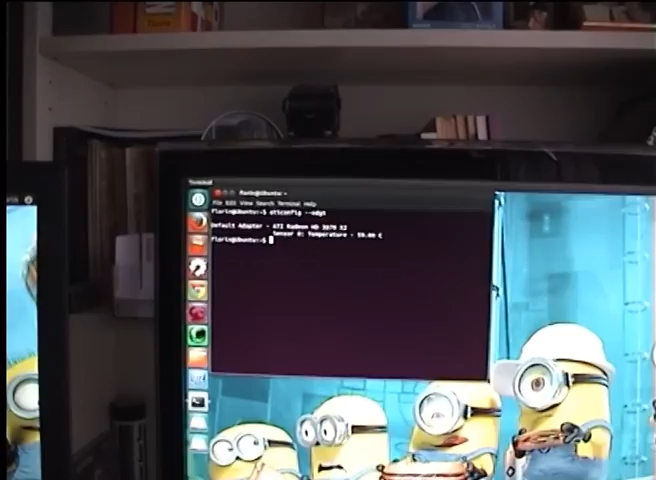 Terminal
florin@Ubuntu: ~
File Edit View Search Terminal Help
florin@Ubuntu:~$ aticonfig --odgt
Default Adapter - ATI Radeon HD 3870 X2
Sensor 0: Temperature - 59.00 C
florin@Ubuntu:~$